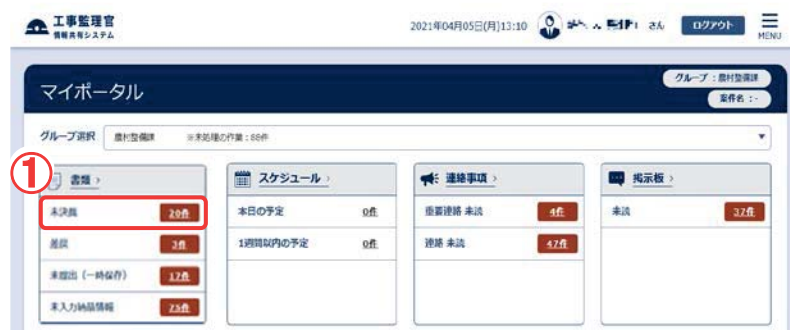 工事監理官
情報共有システム
2021年04月05日(月)13:10
さん
ログアウト
MENU
マイポータル
グループ：農村整備課
案件名：-
グループ選択
農村整備課
※未処理の作業：88件
①
書類 ›
未決裁 20件
差戻 3件
未提出（一時保存） 17件
未入力納品情報 75件
スケジュール ›
本日の予定 0件
1週間以内の予定 0件
連絡事項 ›
重要連絡 未読 4件
連絡 未読 47件
掲示板 ›
未読 37件